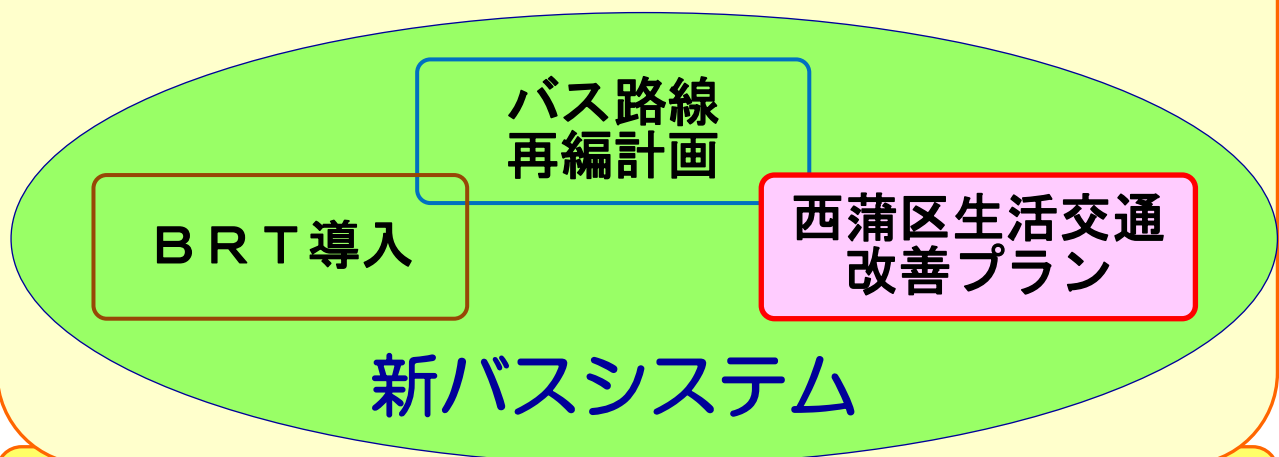 バス路線
再編計画
ＢＲＴ導入
西蒲区生活交通
改善プラン
新バスシステム